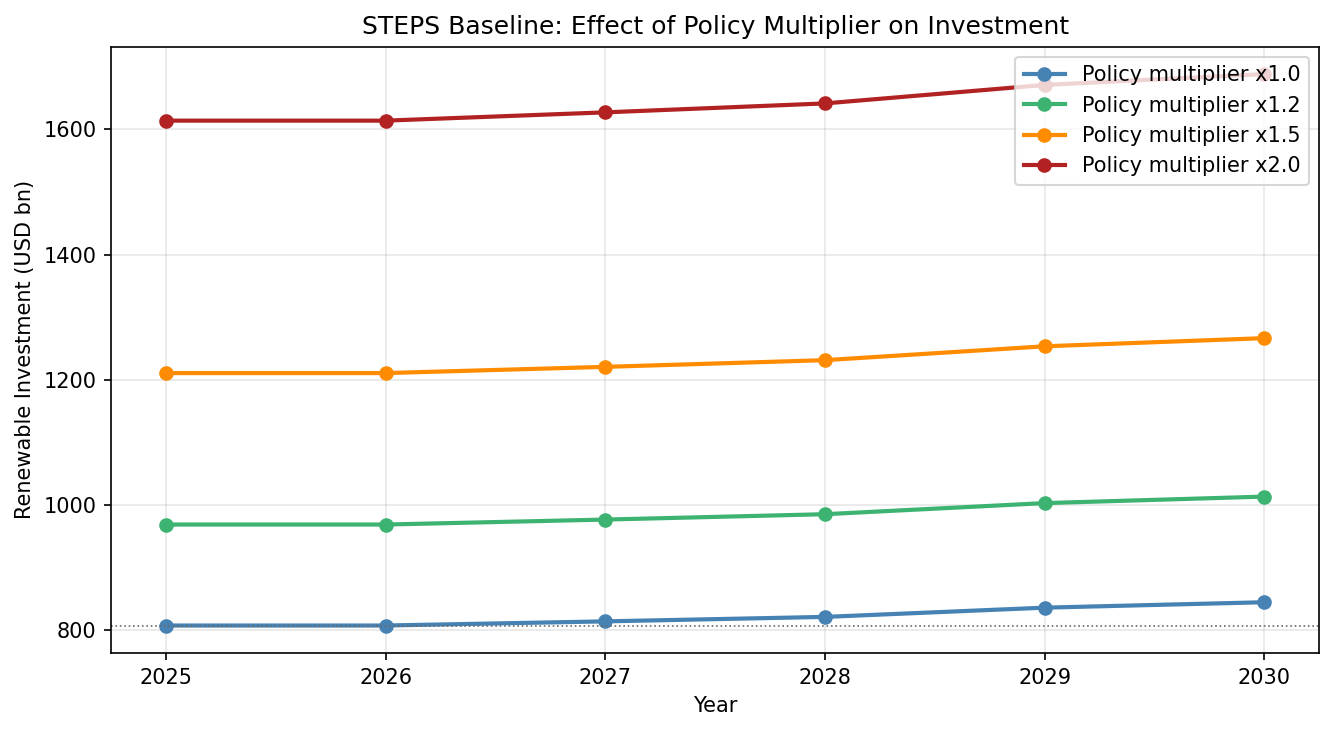 STEPS Baseline: Effect of Policy Multiplier on Investment
Policy multiplier x1.0
Policy multiplier x1.2
Policy multiplier x1.5
Policy multiplier x2.0
Renewable Investment (USD bn)
1600
1400
1200
1000
800
2025 2026 2027 2028 2029 2030
Year